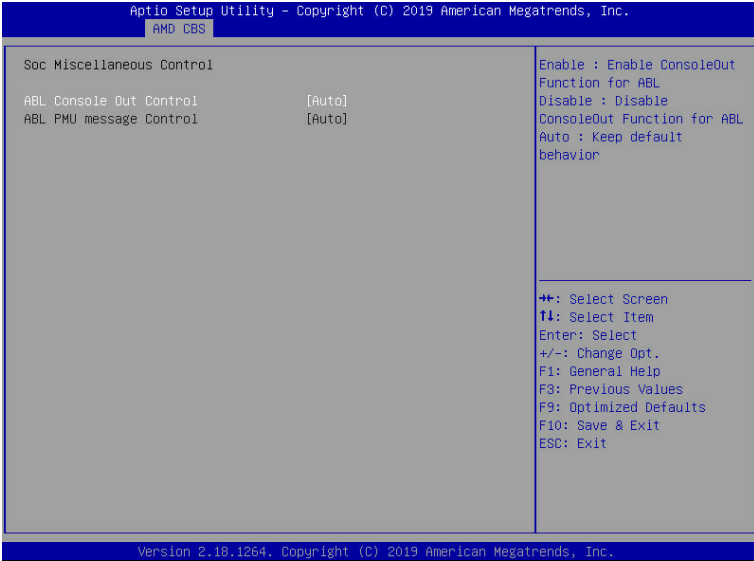 Aptio Setup Utility – Copyright (C) 2019 American Megatrends, Inc.
AMD CBS
Soc Miscellaneous Control
ABL Console Out Control [Auto]
ABL PMU message Control [Auto]
Enable : Enable ConsoleOut
Function for ABL
Disable : Disable
ConsoleOut Function for ABL
Auto : Keep default
behavior
→←: Select Screen
↑↓: Select Item
Enter: Select
+/-: Change Opt.
F1: General Help
F3: Previous Values
F9: Optimized Defaults
F10: Save & Exit
ESC: Exit
Version 2.18.1264. Copyright (C) 2019 American Megatrends, Inc.